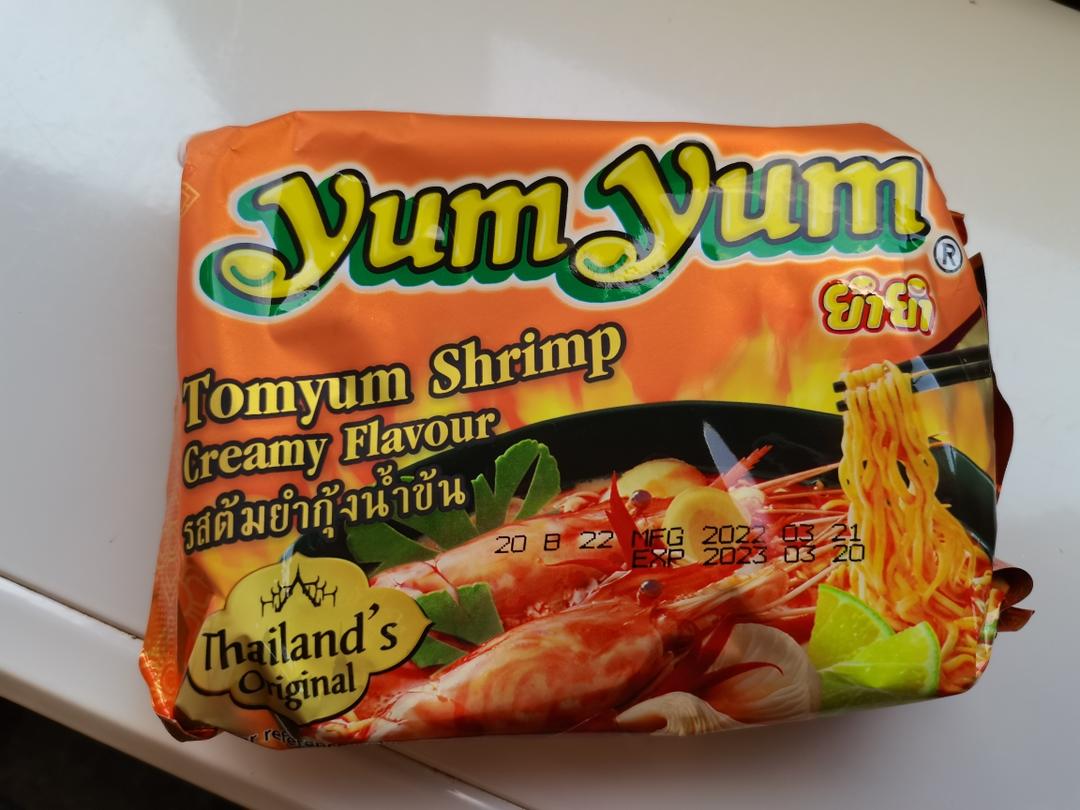 yum yum ®
ยำยำ
Tomyum Shrimp
Creamy Flavour
รสต้มยำกุ้งน้ำข้น
20 B 22 MFG 2022 03 21
EXP 2023 03 20
Thailand's
Original